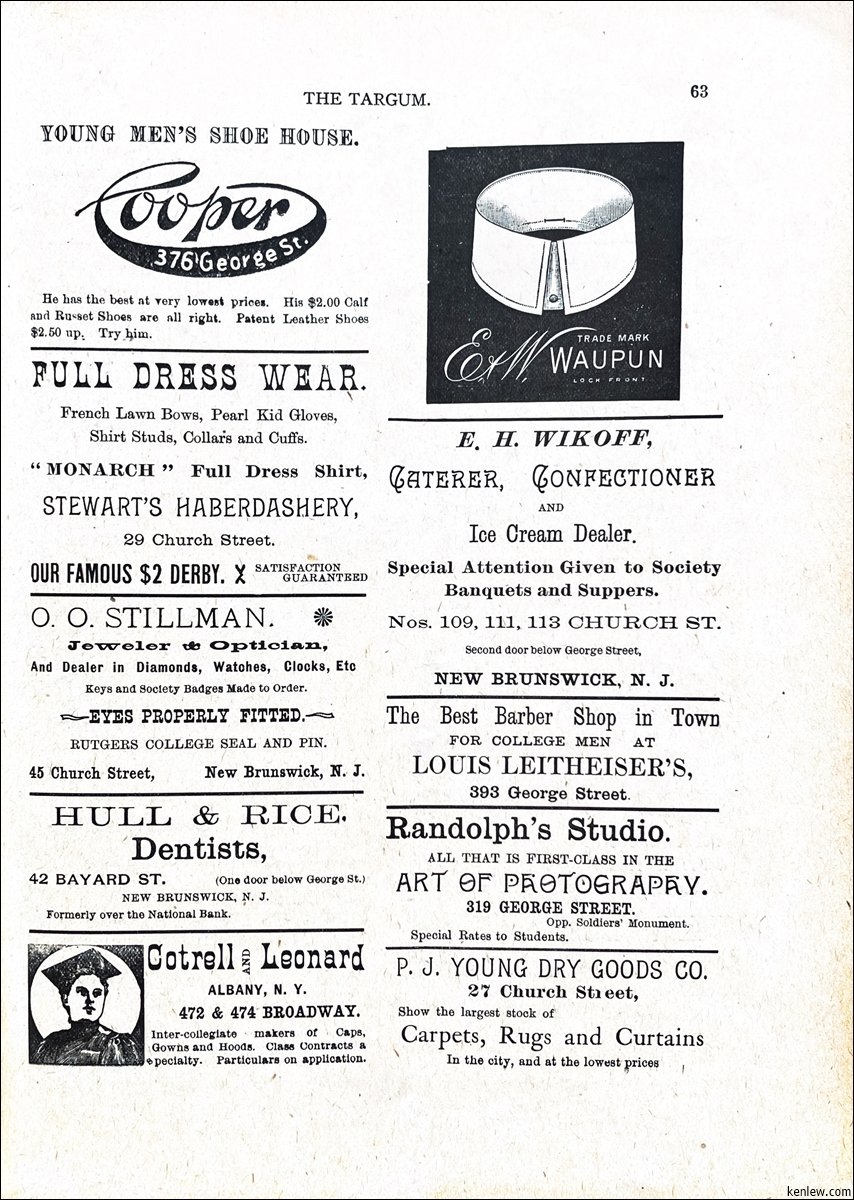 THE TARGUM.
63
YOUNG MEN'S SHOE HOUSE.
Cooper
376 George St.
He has the best at very lowest prices. His $2.00 Calf
and Russet Shoes are all right. Patent Leather Shoes
$2.50 up. Try him.
FULL DRESS WEAR.
French Lawn Bows, Pearl Kid Gloves,
Shirt Studs, Collars and Cuffs.
"MONARCH" Full Dress Shirt,
STEWART'S HABERDASHERY,
29 Church Street.
OUR FAMOUS $2 DERBY. X SATISFACTION
GUARANTEED
O. O. STILLMAN.
Jeweler & Optician,
And Dealer in Diamonds, Watches, Clocks, Etc
Keys and Society Badges Made to Order.
EYES PROPERLY FITTED.
RUTGERS COLLEGE SEAL AND PIN.
45 Church Street, New Brunswick, N. J.
HULL & RICE.
Dentists,
42 BAYARD ST. (One door below George St.)
NEW BRUNSWICK, N. J.
Formerly over the National Bank.
Cotrell AND Leonard
ALBANY, N. Y.
472 & 474 BROADWAY.
Inter-collegiate makers of Caps,
Gowns and Hoods. Class Contracts a
specialty. Particulars on application.
TRADE MARK
E & W WAUPUN
LOCK FRONT
E. H. WIKOFF,
CATERER, CONFECTIONER
AND
Ice Cream Dealer.
Special Attention Given to Society
Banquets and Suppers.
Nos. 109, 111, 113 CHURCH ST.
Second door below George Street,
NEW BRUNSWICK, N. J.
The Best Barber Shop in Town
FOR COLLEGE MEN AT
LOUIS LEITHEISER'S,
393 George Street.
Randolph's Studio.
ALL THAT IS FIRST-CLASS IN THE
ART OF PHOTOGRAPHY.
319 GEORGE STREET.
Opp. Soldiers' Monument.
Special Rates to Students.
P. J. YOUNG DRY GOODS CO.
27 Church Street,
Show the largest stock of
Carpets, Rugs and Curtains
In the city, and at the lowest prices
kenlew.com